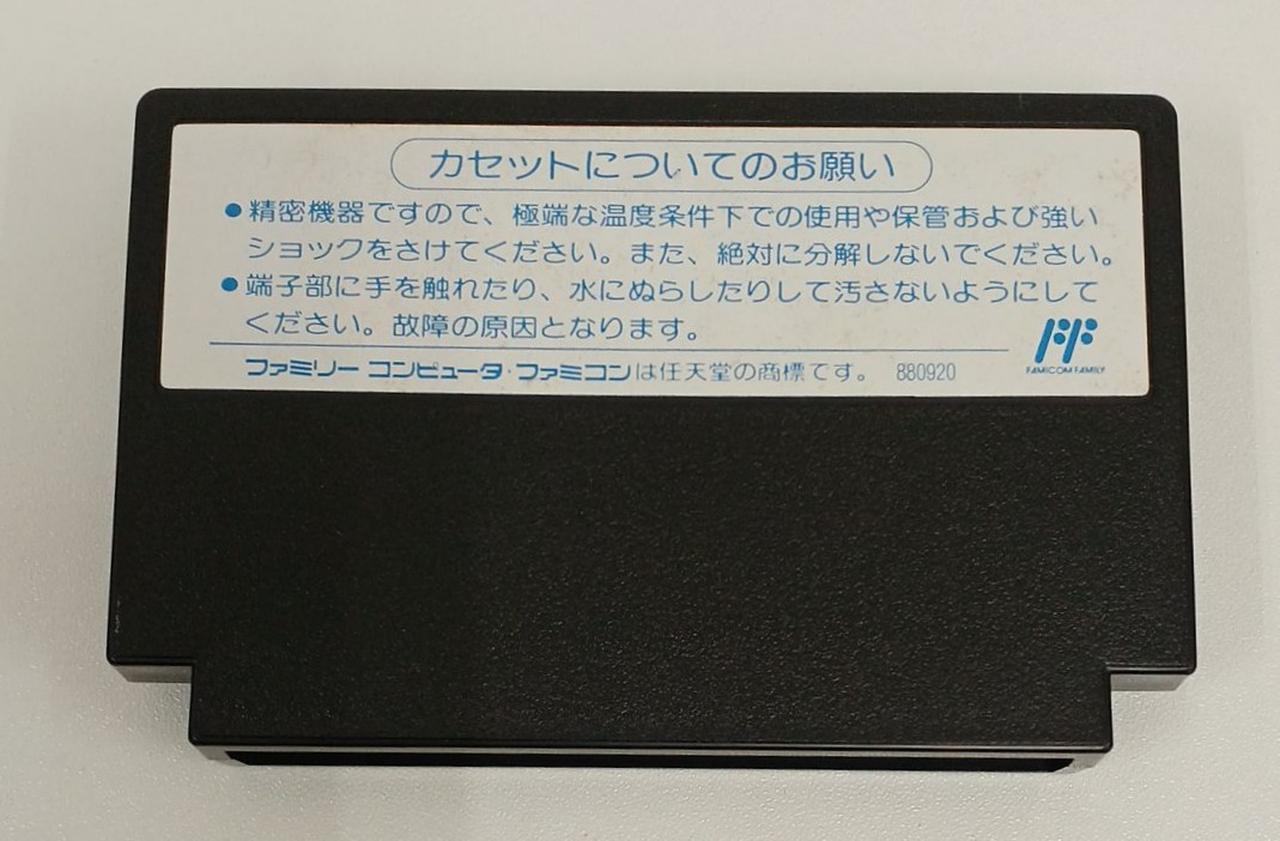 カセットについてのお願い
●精密機器ですので、極端な温度条件下での使用や保管および強い
ショックをさけてください。また、絶対に分解しないでください。
●端子部に手を触れたり、水にぬらしたりして汚さないようにして
ください。故障の原因となります。
ファミリー コンピュータ・ファミコンは任天堂の商標です。 880920
FF
FAMICOM FAMILY